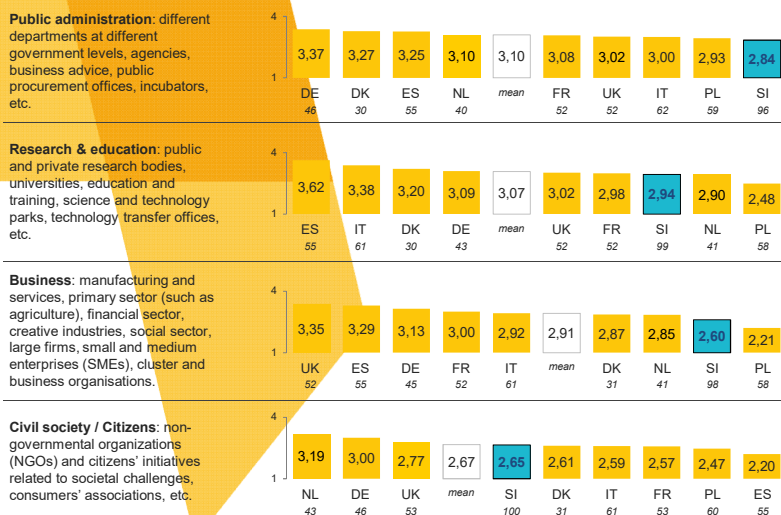 Public administration: different
departments at different
government levels, agencies,
business advice, public
procurement offices, incubators,
etc.
4
1
3,37 3,27 3,25 3,10 3,10 3,08 3,02 3,00 2,93 2,84
DE DK ES NL mean FR UK IT PL SI
46 30 55 40 52 52 62 59 96
Research & education: public
and private research bodies,
universities, education and
training, science and technology
parks, technology transfer offices,
etc.
4
1
3,62 3,38 3,20 3,09 3,07 3,02 2,98 2,94 2,90 2,48
ES IT DK DE mean UK FR SI NL PL
55 61 30 43 52 52 99 41 58
Business: manufacturing and
services, primary sector (such as
agriculture), financial sector,
creative industries, social sector,
large firms, small and medium
enterprises (SMEs), cluster and
business organisations.
4
1
3,35 3,29 3,13 3,00 2,92 2,91 2,87 2,85 2,60 2,21
UK ES DE FR IT mean DK NL SI PL
52 55 45 52 61 31 41 98 58
Civil society / Citizens: non-
governmental organizations
(NGOs) and citizens' initiatives
related to societal challenges,
consumers' associations, etc.
4
1
3,19 3,00 2,77 2,67 2,65 2,61 2,59 2,57 2,47 2,20
NL DE UK mean SI DK IT FR PL ES
43 46 53 100 31 61 53 60 55